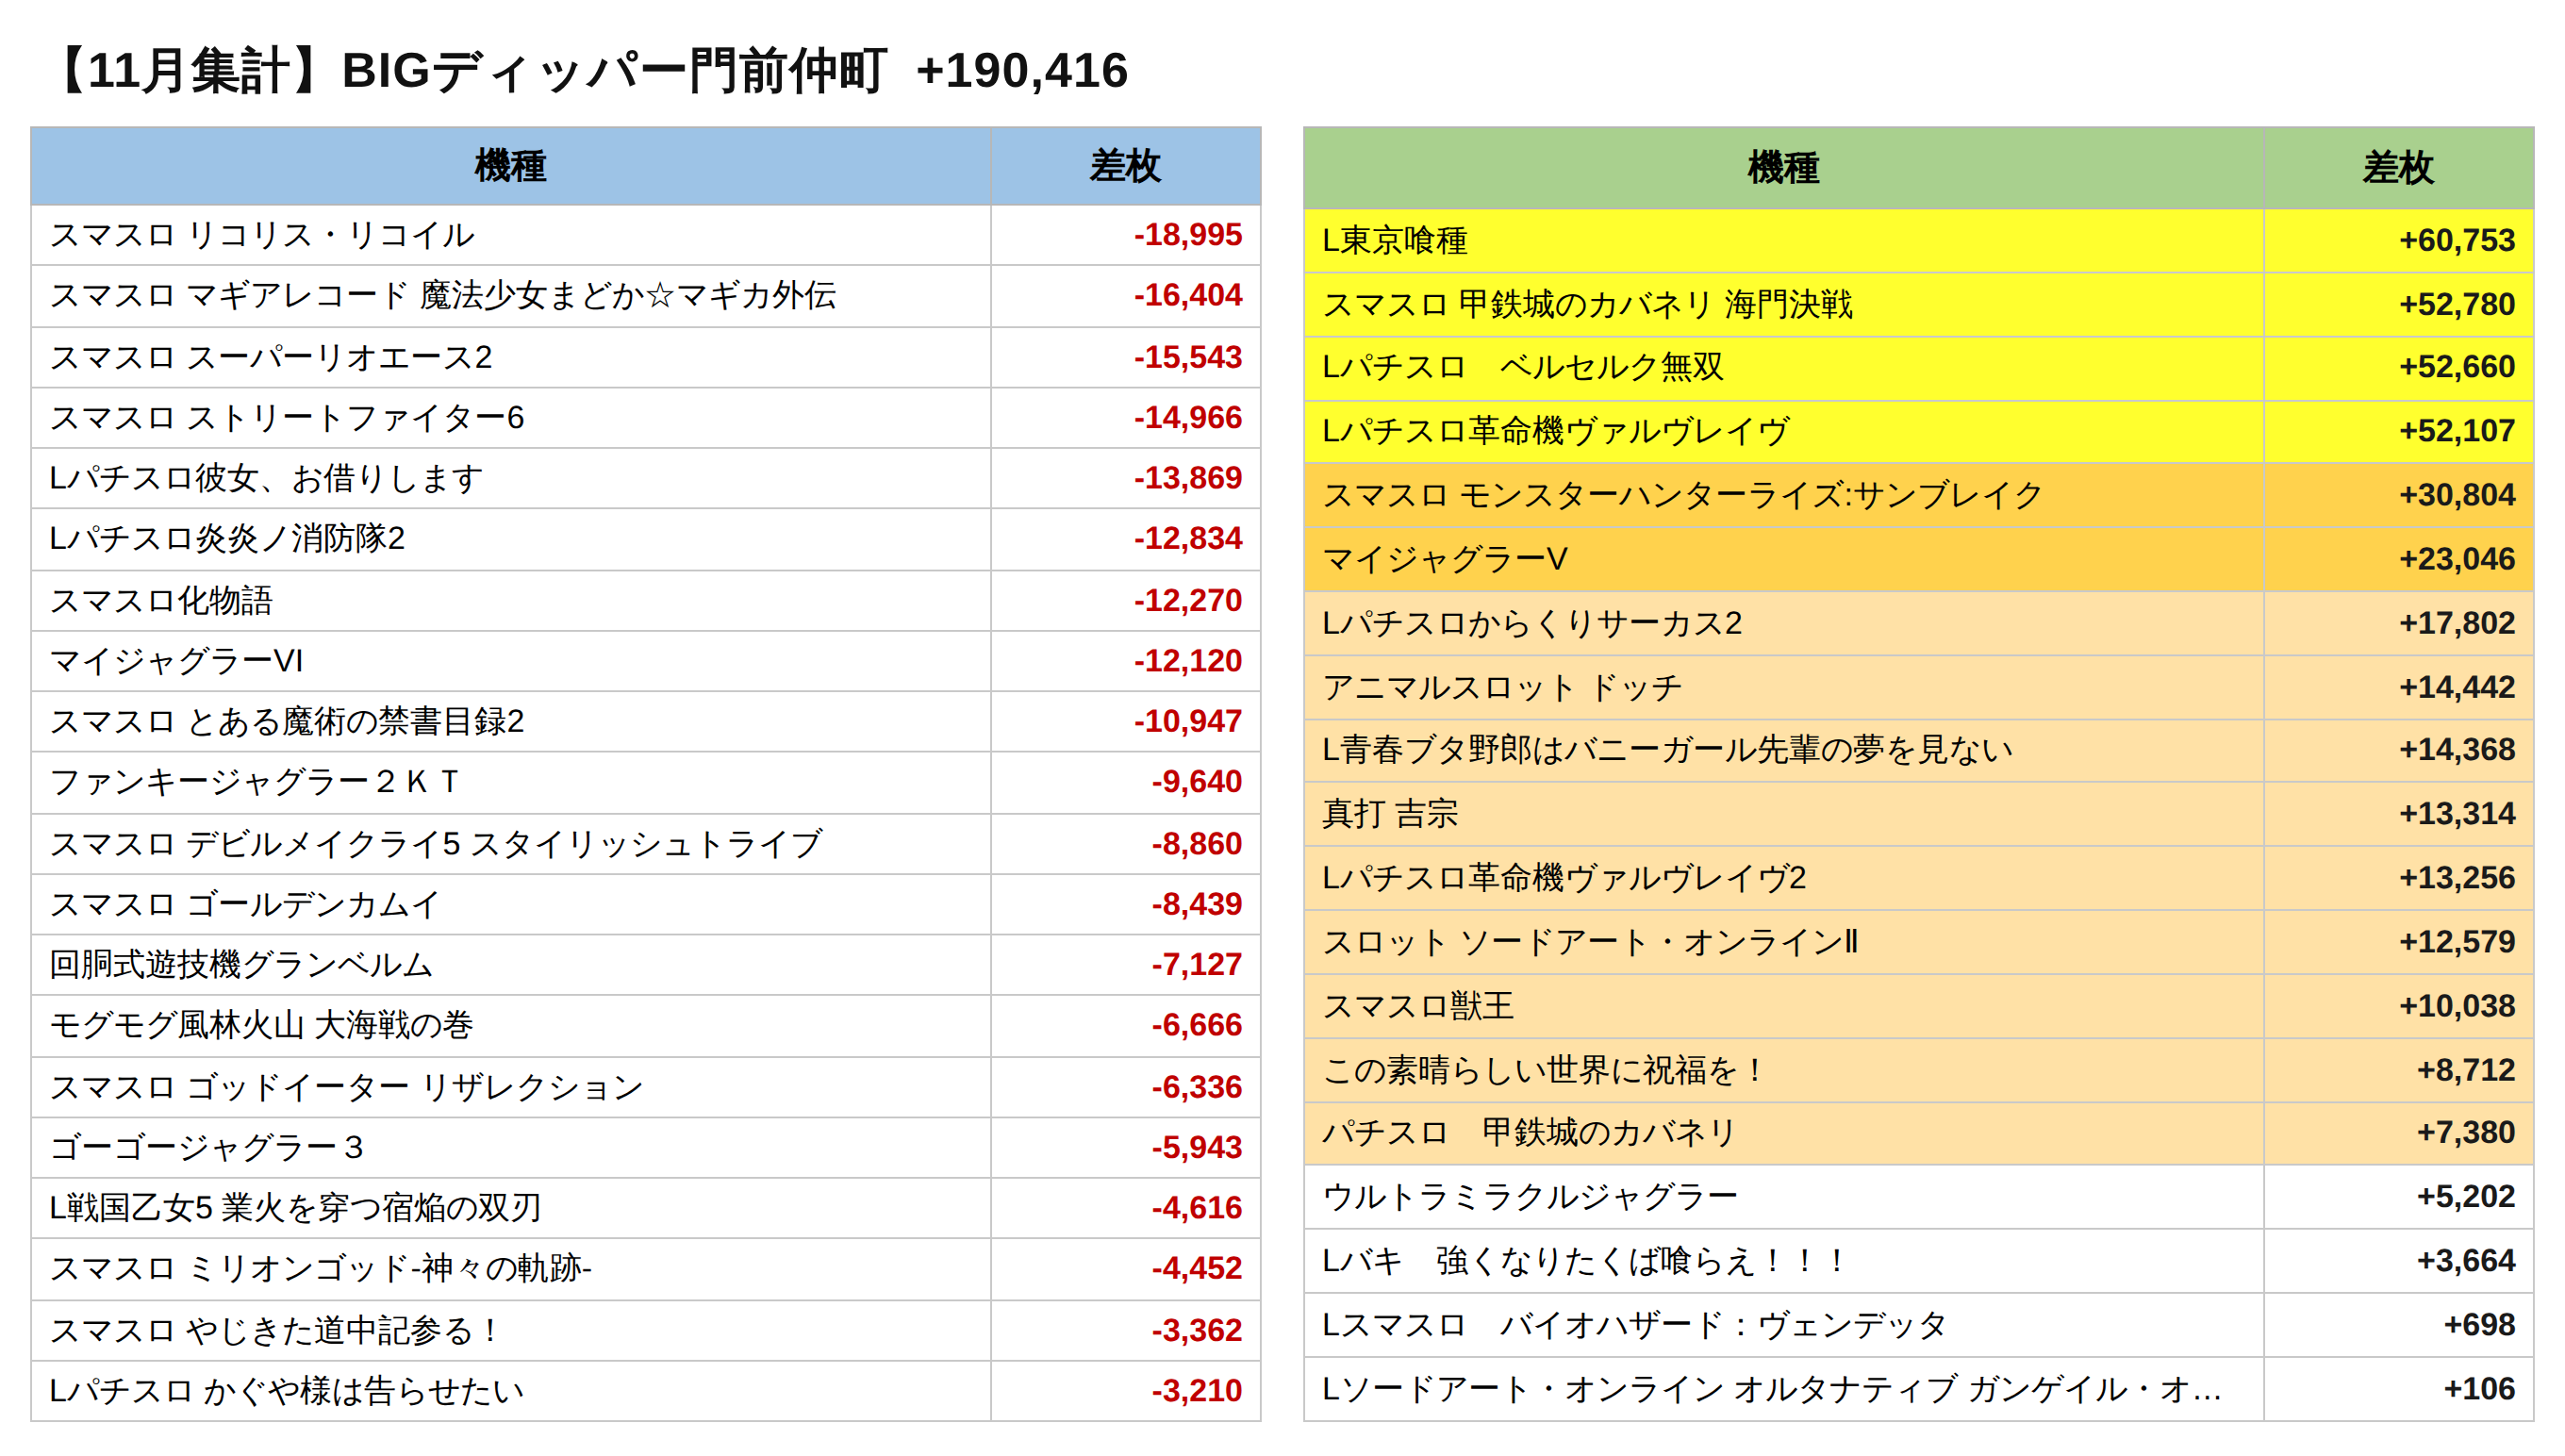 【11月集計】BIGディッパー門前仲町 +190,416
機種 差枚
スマスロ リコリス・リコイル -18,995
スマスロ マギアレコード 魔法少女まどか☆マギカ外伝 -16,404
スマスロ スーパーリオエース2 -15,543
スマスロ ストリートファイター6 -14,966
Lパチスロ彼女、お借りします -13,869
Lパチスロ炎炎ノ消防隊2 -12,834
スマスロ化物語 -12,270
マイジャグラーVI -12,120
スマスロ とある魔術の禁書目録2 -10,947
ファンキージャグラー２ＫＴ -9,640
スマスロ デビルメイクライ5 スタイリッシュトライブ -8,860
スマスロ ゴールデンカムイ -8,439
回胴式遊技機グランベルム -7,127
モグモグ風林火山 大海戦の巻 -6,666
スマスロ ゴッドイーター リザレクション -6,336
ゴーゴージャグラー３ -5,943
L戦国乙女5 業火を穿つ宿焔の双刃 -4,616
スマスロ ミリオンゴッド-神々の軌跡- -4,452
スマスロ やじきた道中記参る！ -3,362
Lパチスロ かぐや様は告らせたい -3,210
機種 差枚
L東京喰種 +60,753
スマスロ 甲鉄城のカバネリ 海門決戦 +52,780
Lパチスロ　ベルセルク無双 +52,660
Lパチスロ革命機ヴァルヴレイヴ +52,107
スマスロ モンスターハンターライズ:サンブレイク +30,804
マイジャグラーV +23,046
Lパチスロからくりサーカス2 +17,802
アニマルスロット ドッチ +14,442
L青春ブタ野郎はバニーガール先輩の夢を見ない +14,368
真打 吉宗 +13,314
Lパチスロ革命機ヴァルヴレイヴ2 +13,256
スロット ソードアート・オンラインⅡ +12,579
スマスロ獣王 +10,038
この素晴らしい世界に祝福を！ +8,712
パチスロ　甲鉄城のカバネリ +7,380
ウルトラミラクルジャグラー +5,202
Lバキ　強くなりたくば喰らえ！！！ +3,664
Lスマスロ　バイオハザード：ヴェンデッタ +698
Lソードアート・オンライン オルタナティブ ガンゲイル・オ… +106